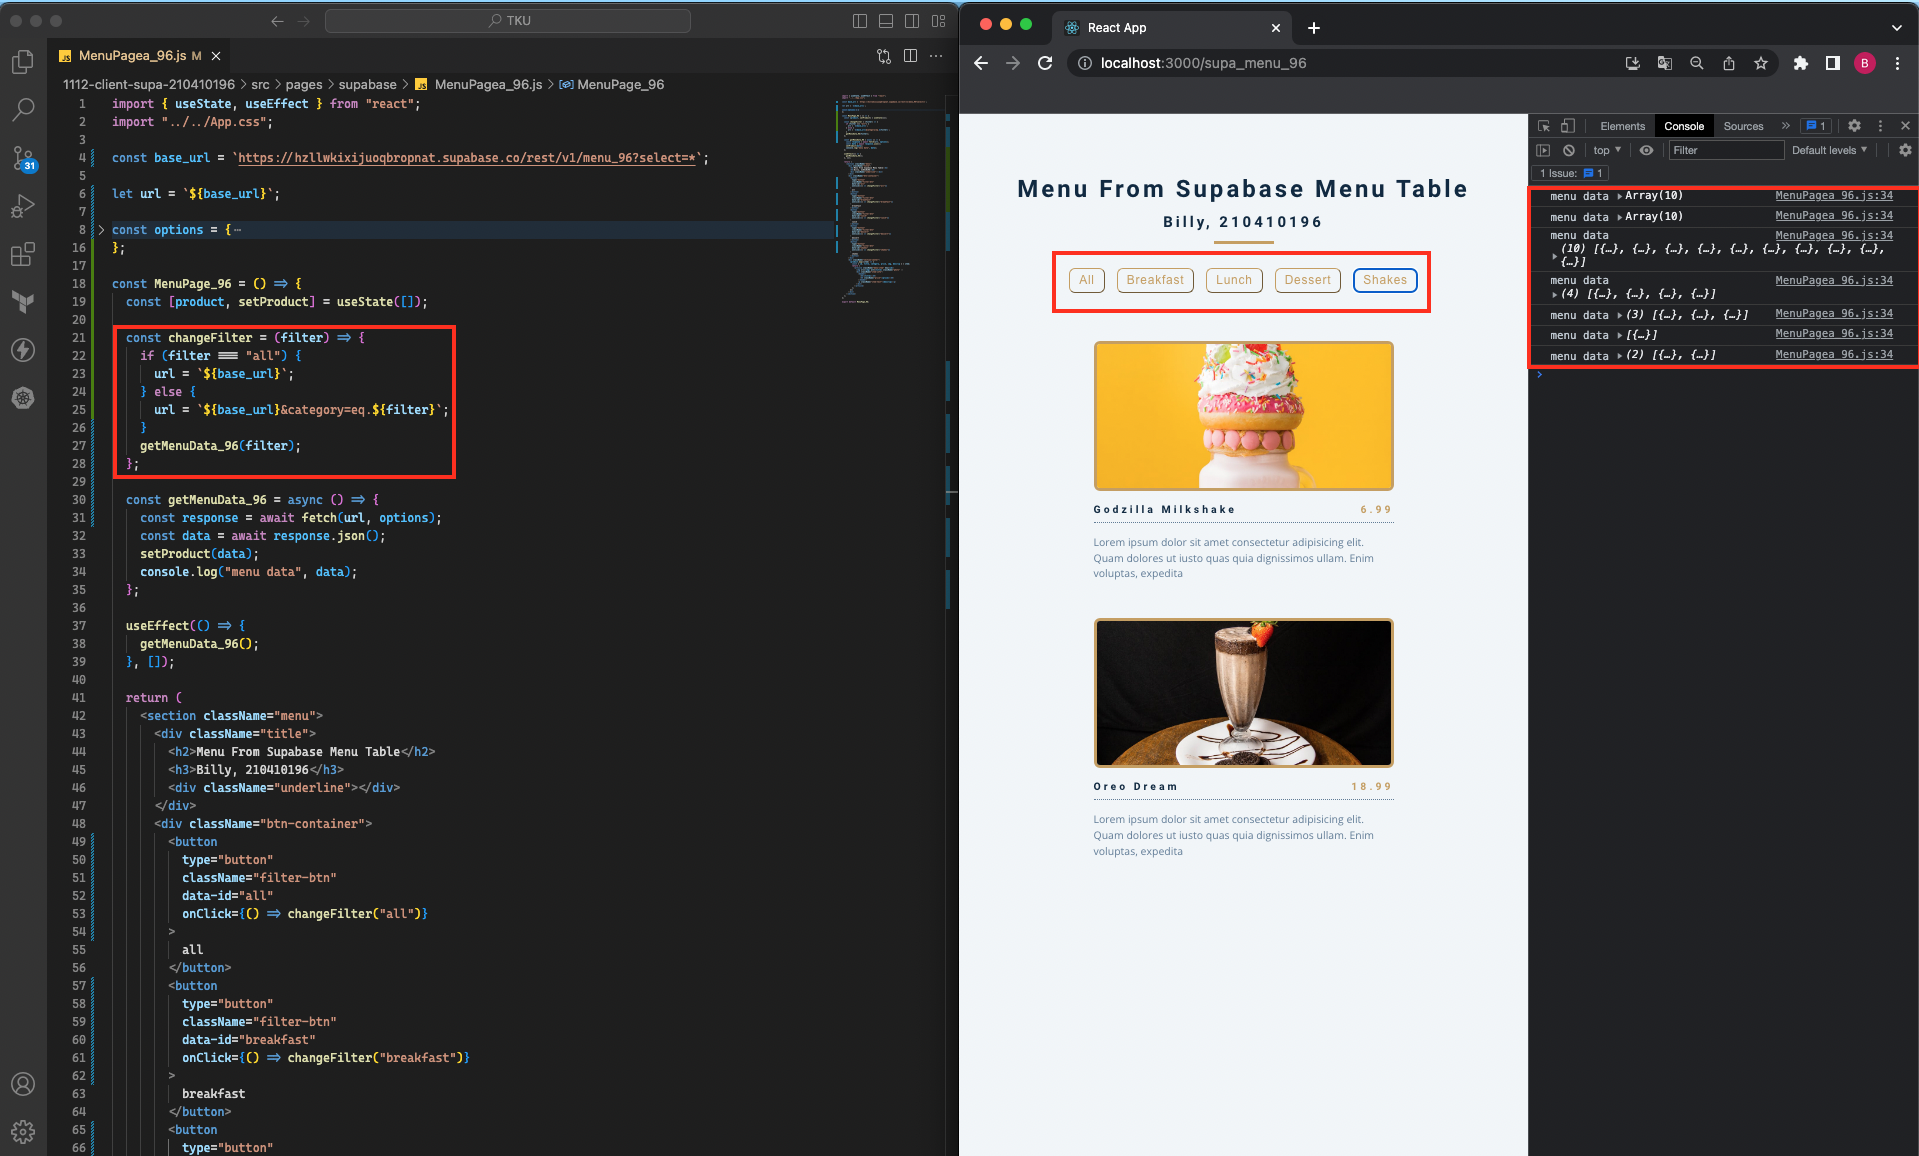 TKU
MenuPagea_96.js M
1112-client-supa-210410196 > src > pages > supabase > MenuPagea_96.js > MenuPage_96
1 import { useState, useEffect } from "react";
2 import "../../App.css";
3
4 const base_url = `https://hzllwkixijuoqbropnat.supabase.co/rest/v1/menu_96?select=*`;
5
6 let url = `${base_url}`;
7
8 const options = {…
16 };
17
18 const MenuPage_96 = () => {
19 const [product, setProduct] = useState([]);
20
21 const changeFilter = (filter) => {
22 if (filter === "all") {
23 url = `${base_url}`;
24 } else {
25 url = `${base_url}&category=eq.${filter}`;
26 }
27 getMenuData_96(filter);
28 };
29
30 const getMenuData_96 = async () => {
31 const response = await fetch(url, options);
32 const data = await response.json();
33 setProduct(data);
34 console.log("menu data", data);
35 };
36
37 useEffect(() => {
38 getMenuData_96();
39 }, []);
40
41 return (
42 <section className="menu">
43 <div className="title">
44 <h2>Menu From Supabase Menu Table</h2>
45 <h3>Billy, 210410196</h3>
46 <div className="underline"></div>
47 </div>
48 <div className="btn-container">
49 <button
50 type="button"
51 className="filter-btn"
52 data-id="all"
53 onClick={() => changeFilter("all")}
54 >
55 all
56 </button>
57 <button
58 type="button"
59 className="filter-btn"
60 data-id="breakfast"
61 onClick={() => changeFilter("breakfast")}
62 >
63 breakfast
64 </button>
65 <button
66 type="button"
31
React App
localhost:3000/supa_menu_96
B
Menu From Supabase Menu Table
Billy, 210410196
All Breakfast Lunch Dessert Shakes
Godzilla Milkshake 6.99
Lorem ipsum dolor sit amet consectetur adipisicing elit.
Quam dolores ut iusto quas quia dignissimos ullam. Enim
voluptas, expedita
Oreo Dream 18.99
Lorem ipsum dolor sit amet consectetur adipisicing elit.
Quam dolores ut iusto quas quia dignissimos ullam. Enim
voluptas, expedita
Elements Console Sources » 1
top Filter Default levels
1 Issue: 1
menu data Array(10) MenuPagea_96.js:34
menu data Array(10) MenuPagea_96.js:34
menu data MenuPagea_96.js:34
(10) [{…}, {…}, {…}, {…}, {…}, {…}, {…}, {…}, {…},
{…}]
menu data MenuPagea_96.js:34
(4) [{…}, {…}, {…}, {…}]
menu data (3) [{…}, {…}, {…}] MenuPagea_96.js:34
menu data [{…}] MenuPagea_96.js:34
menu data (2) [{…}, {…}] MenuPagea_96.js:34